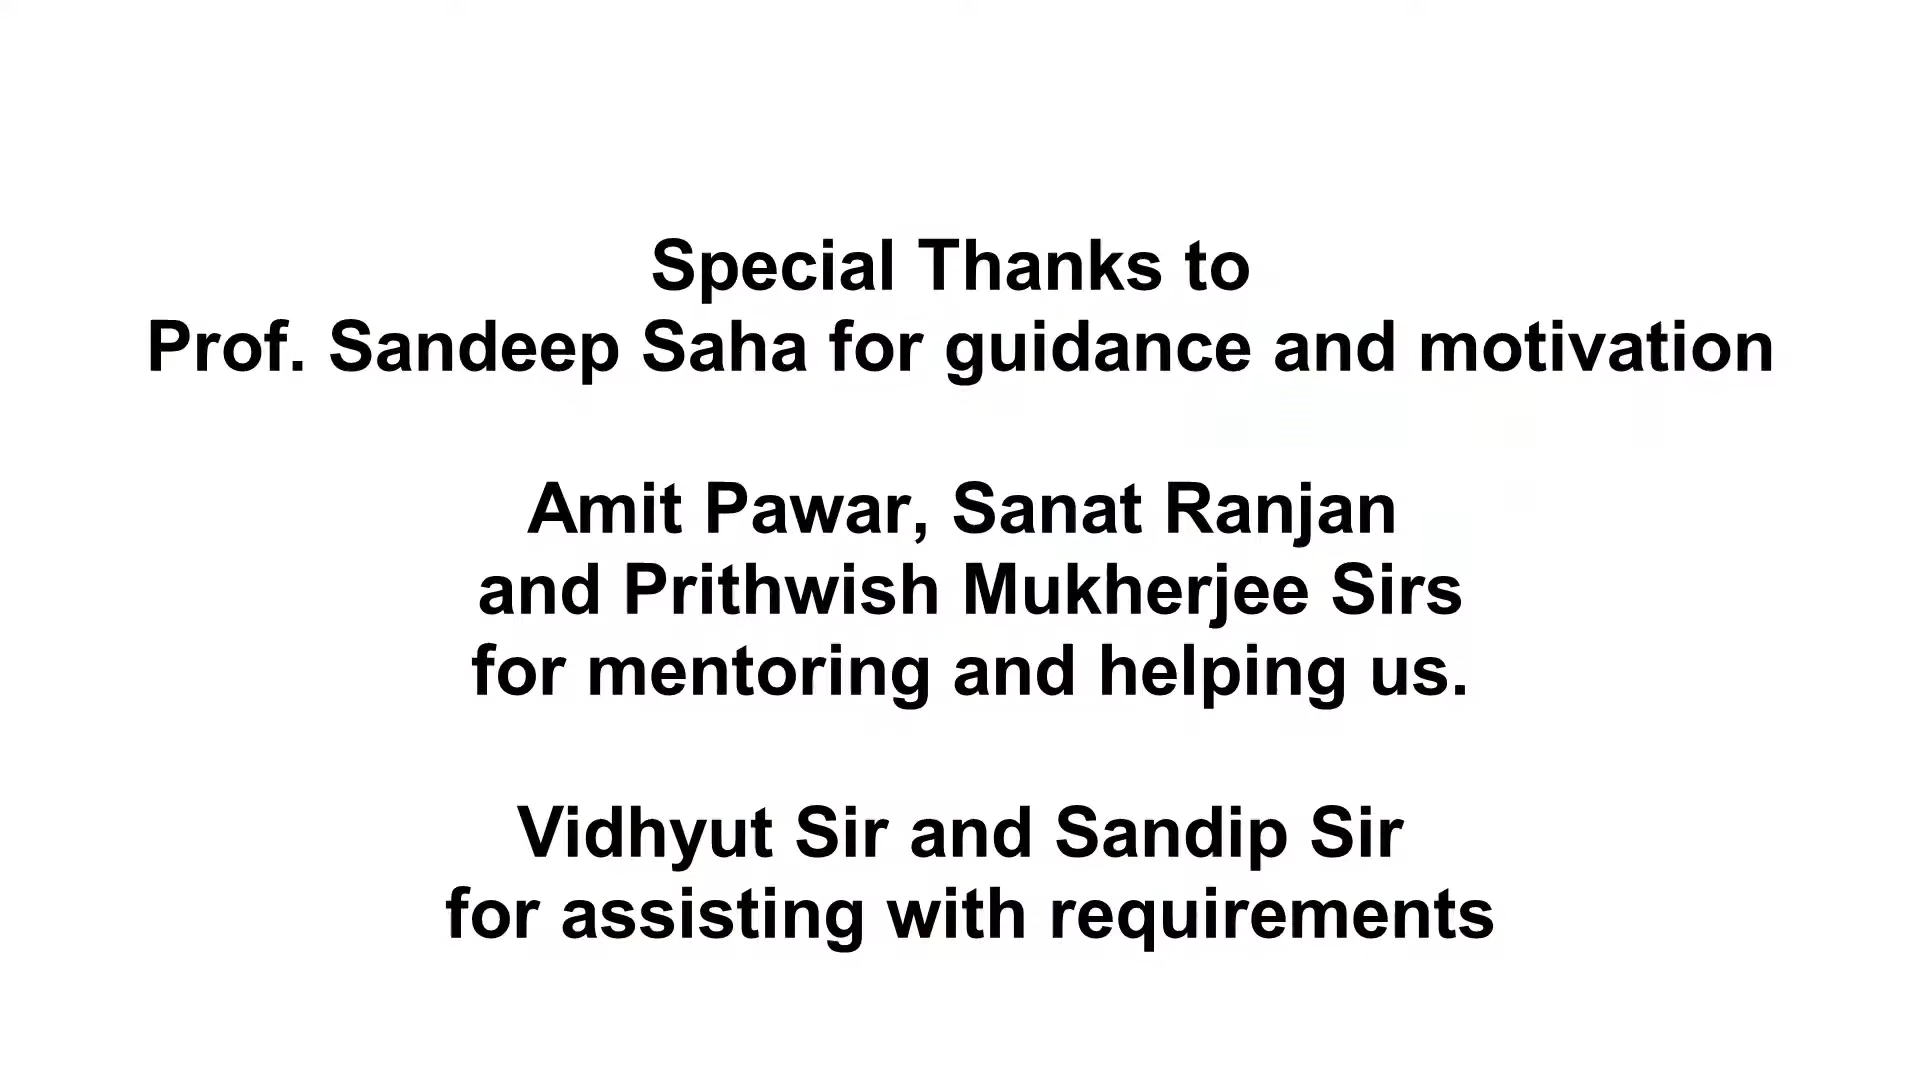 Special Thanks to
Prof. Sandeep Saha for guidance and motivation
Amit Pawar, Sanat Ranjan
and Prithwish Mukherjee Sirs
for mentoring and helping us.
Vidhyut Sir and Sandip Sir
for assisting with requirements